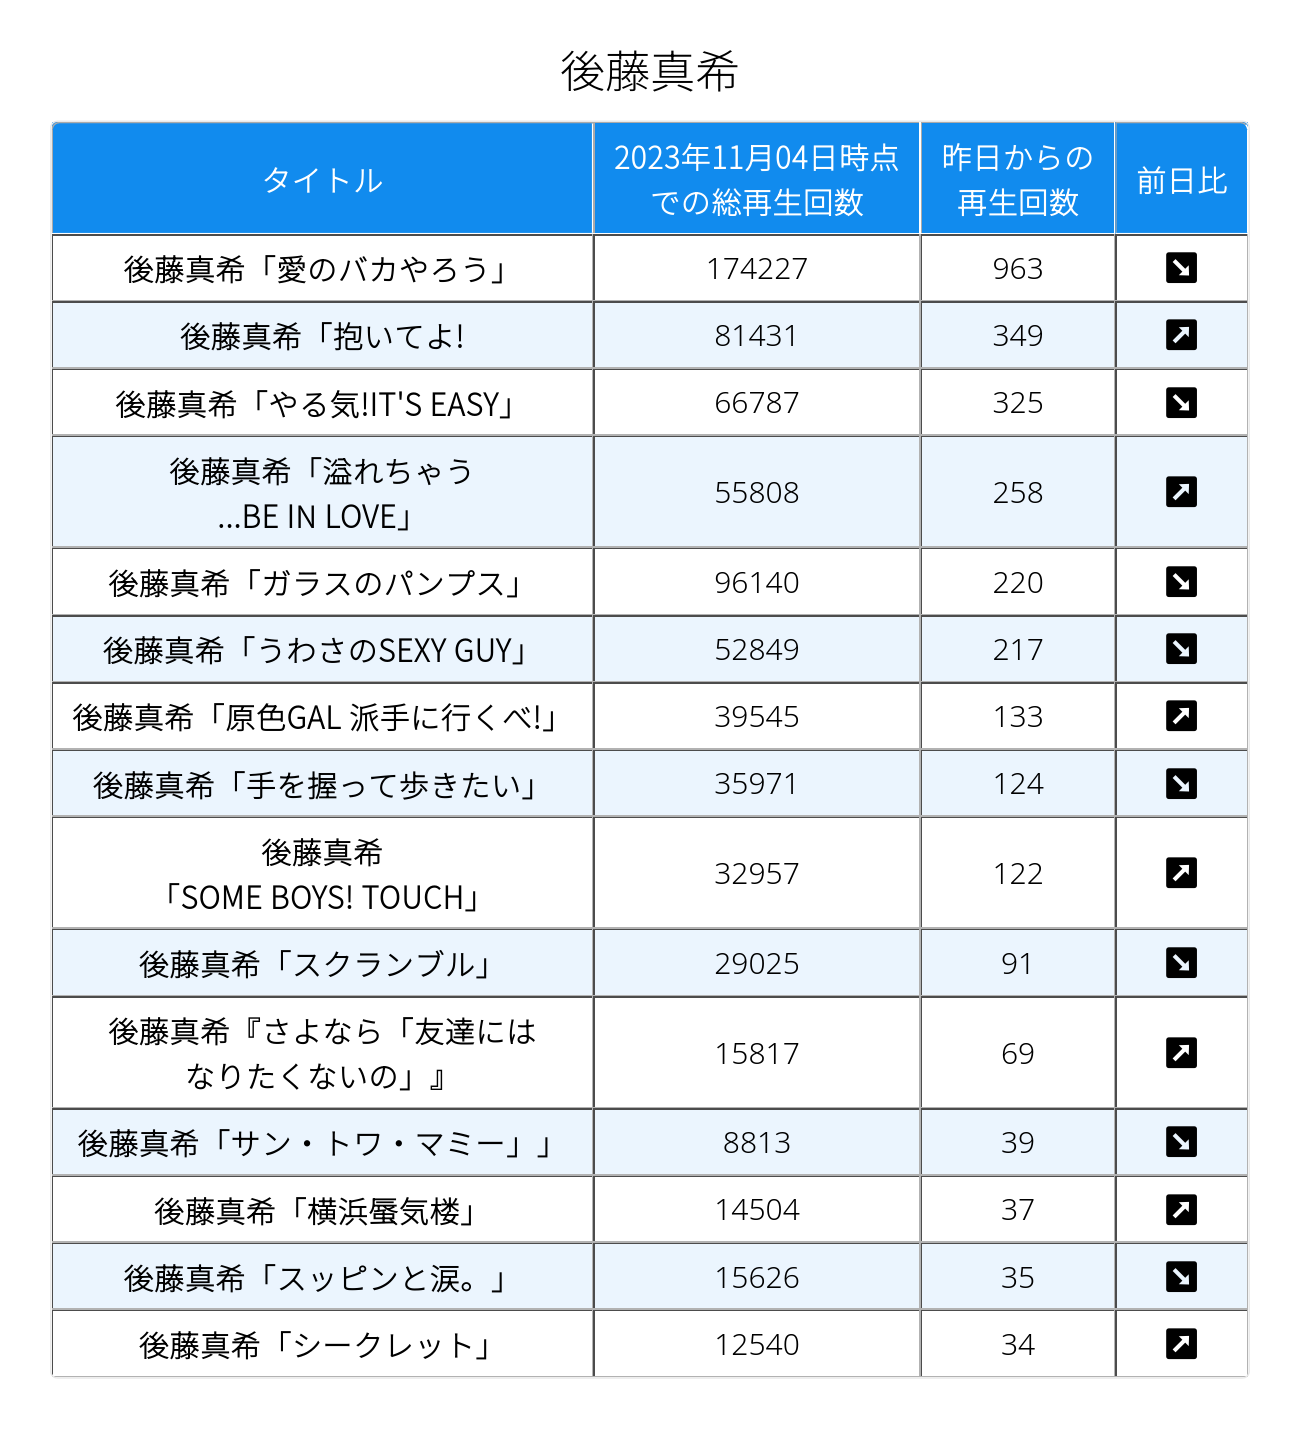 後藤真希
タイトル
2023年11月04日時点
での総再生回数
昨日からの
再生回数
前日比
後藤真希「愛のバカやろう」 174227 963 ↘
後藤真希「抱いてよ! 81431 349 ↗
後藤真希「やる気!IT'S EASY」 66787 325 ↘
後藤真希「溢れちゃう
...BE IN LOVE」 55808 258 ↗
後藤真希「ガラスのパンプス」 96140 220 ↘
後藤真希「うわさのSEXY GUY」 52849 217 ↘
後藤真希「原色GAL 派手に行くべ!」 39545 133 ↗
後藤真希「手を握って歩きたい」 35971 124 ↘
後藤真希
「SOME BOYS! TOUCH」 32957 122 ↗
後藤真希「スクランブル」 29025 91 ↘
後藤真希『さよなら「友達には
なりたくないの」』 15817 69 ↗
後藤真希「サン・トワ・マミー」」 8813 39 ↘
後藤真希「横浜蜃気楼」 14504 37 ↗
後藤真希「スッピンと涙。」 15626 35 ↘
後藤真希「シークレット」 12540 34 ↗